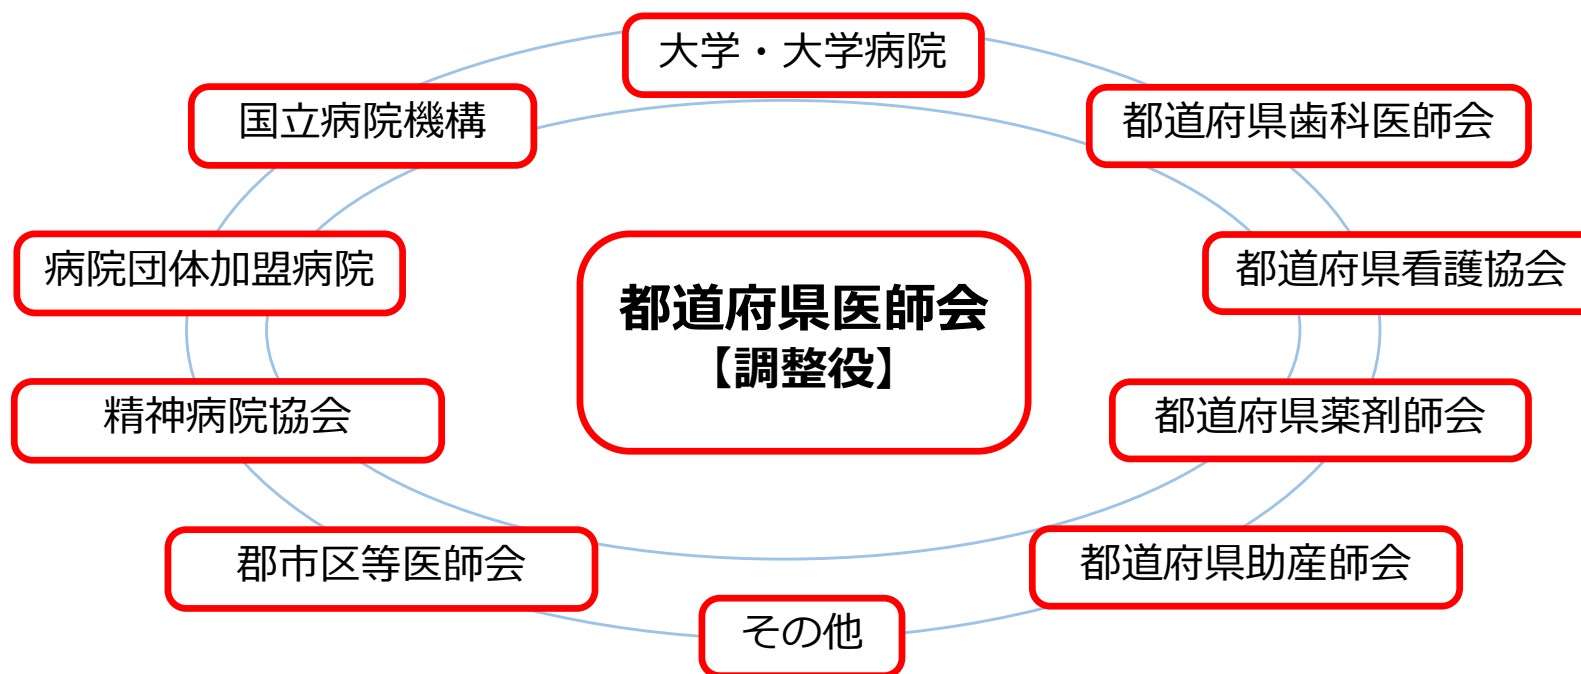 大学・大学病院
国立病院機構
都道府県歯科医師会
病院団体加盟病院
都道府県看護協会
都道府県医師会
【調整役】
精神病院協会
都道府県薬剤師会
郡市区等医師会
都道府県助産師会
その他